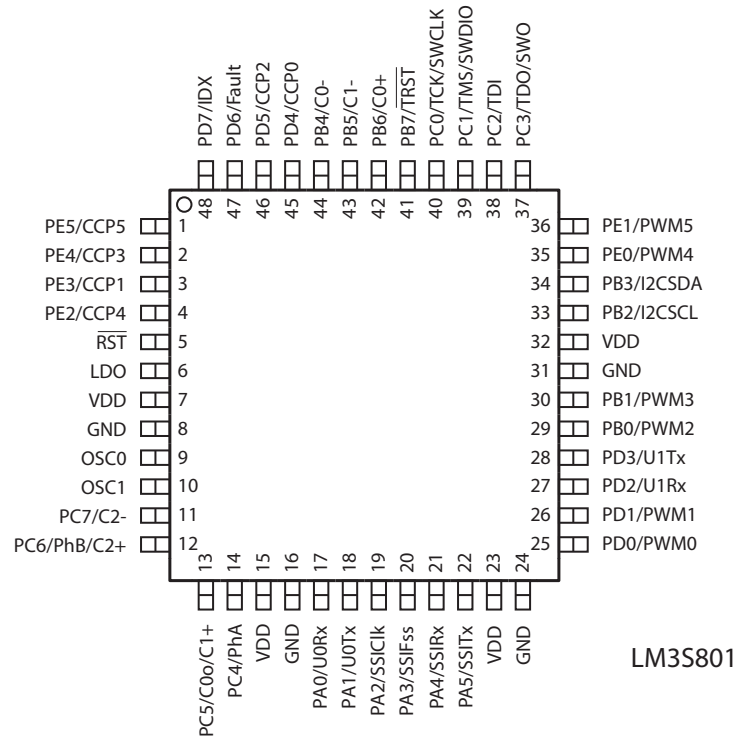 PD7/IDX
PD6/Fault
PD5/CCP2
PD4/CCP0
PB4/C0-
PB5/C1-
PB6/C0+
PB7/TRST
PC0/TCK/SWCLK
PC1/TMS/SWDIO
PC2/TDI
PC3/TDO/SWO
48
47
46
45
44
43
42
41
40
39
38
37
PE5/CCP5 1
PE4/CCP3 2
PE3/CCP1 3
PE2/CCP4 4
RST 5
LDO 6
VDD 7
GND 8
OSC0 9
OSC1 10
PC7/C2- 11
PC6/PhB/C2+ 12
36 PE1/PWM5
35 PE0/PWM4
34 PB3/I2CSDA
33 PB2/I2CSCL
32 VDD
31 GND
30 PB1/PWM3
29 PB0/PWM2
28 PD3/U1Tx
27 PD2/U1Rx
26 PD1/PWM1
25 PD0/PWM0
13
14
15
16
17
18
19
20
21
22
23
24
PC5/C0o/C1+
PC4/PhA
VDD
GND
PA0/U0Rx
PA1/U0Tx
PA2/SSIClk
PA3/SSIFss
PA4/SSIRx
PA5/SSITx
VDD
GND
LM3S801